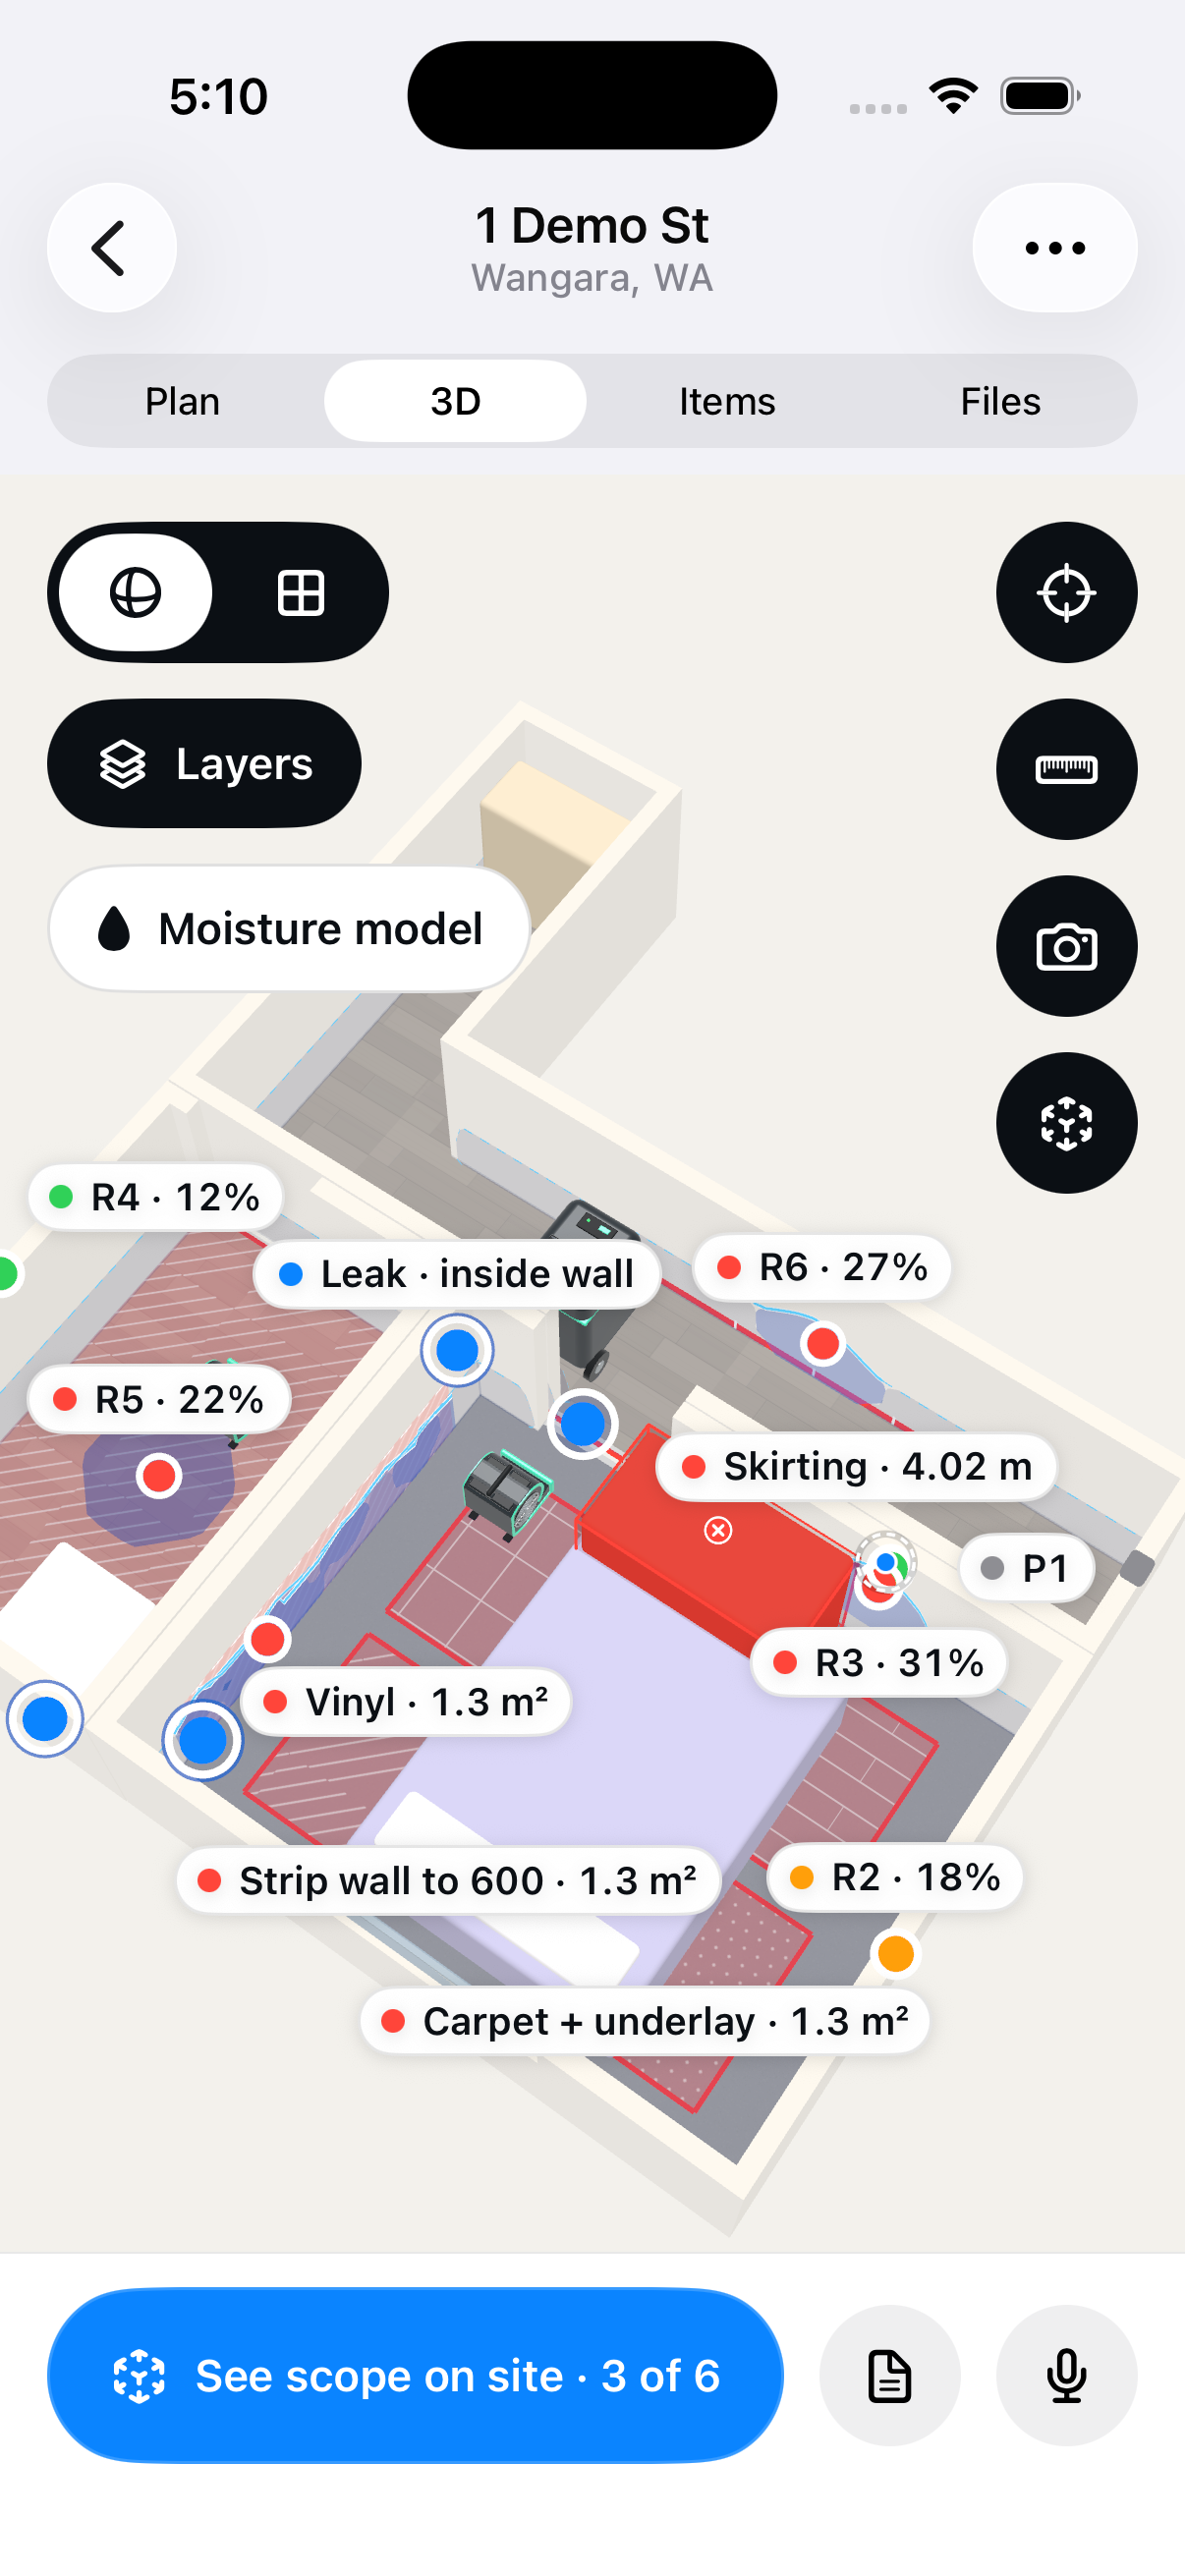 5:10
1 Demo St
Wangara, WA
Plan
3D
Items
Files
Layers
Moisture model
R4 · 12%
Leak · inside wall
R6 · 27%
R5 · 22%
Skirting · 4.02 m
P1
R3 · 31%
Vinyl · 1.3 m²
Strip wall to 600 · 1.3 m²
R2 · 18%
Carpet + underlay · 1.3 m²
See scope on site · 3 of 6